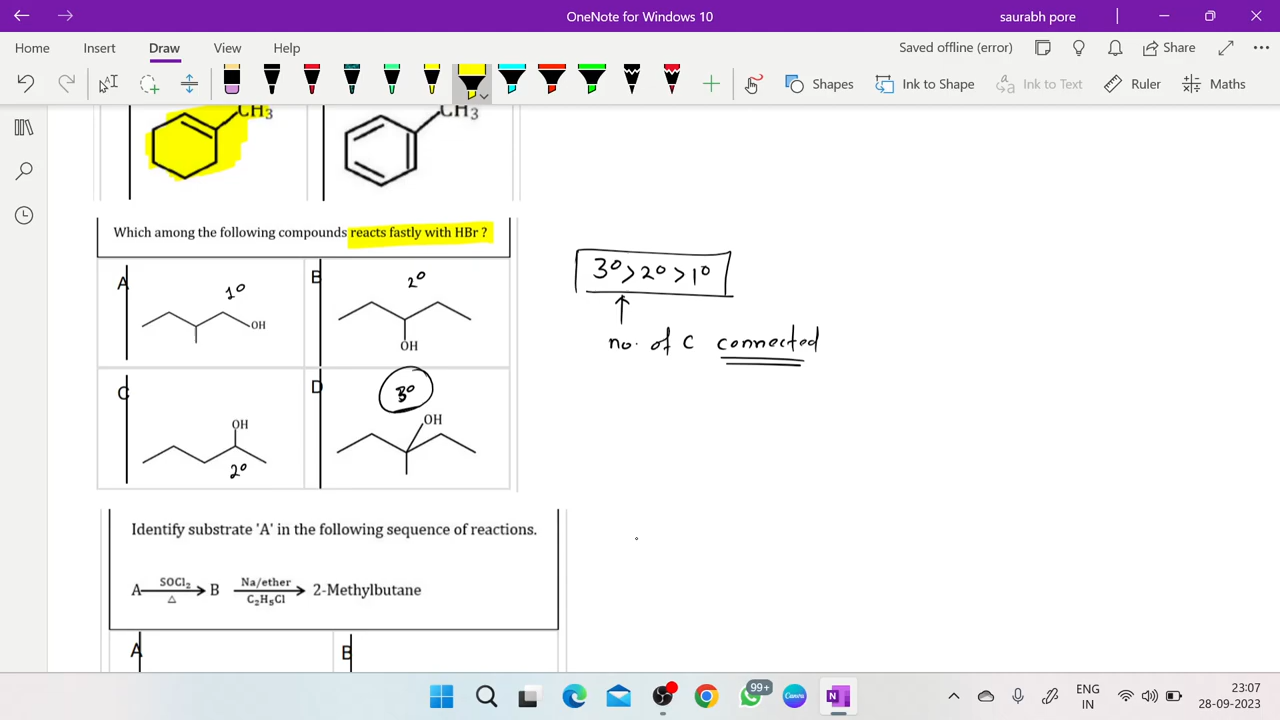 OneNote for Windows 10
saurabh pore
Home Insert Draw View Help
Saved offline (error)
Share
Shapes
Ink to Shape
Ink to Text
Ruler
Maths
CH3 CH3
Which among the following compounds reacts fastly with HBr ?
A 1° B 2°
OH
OH
C D 3°
OH OH
2°
3° > 2° > 1°
no. of C connected
Identify substrate 'A' in the following sequence of reactions.
A SOCl₂ Δ B Na/ether C₂H₅Cl 2-Methylbutane
A B
99+
ENG
IN
23:07
28-09-2023